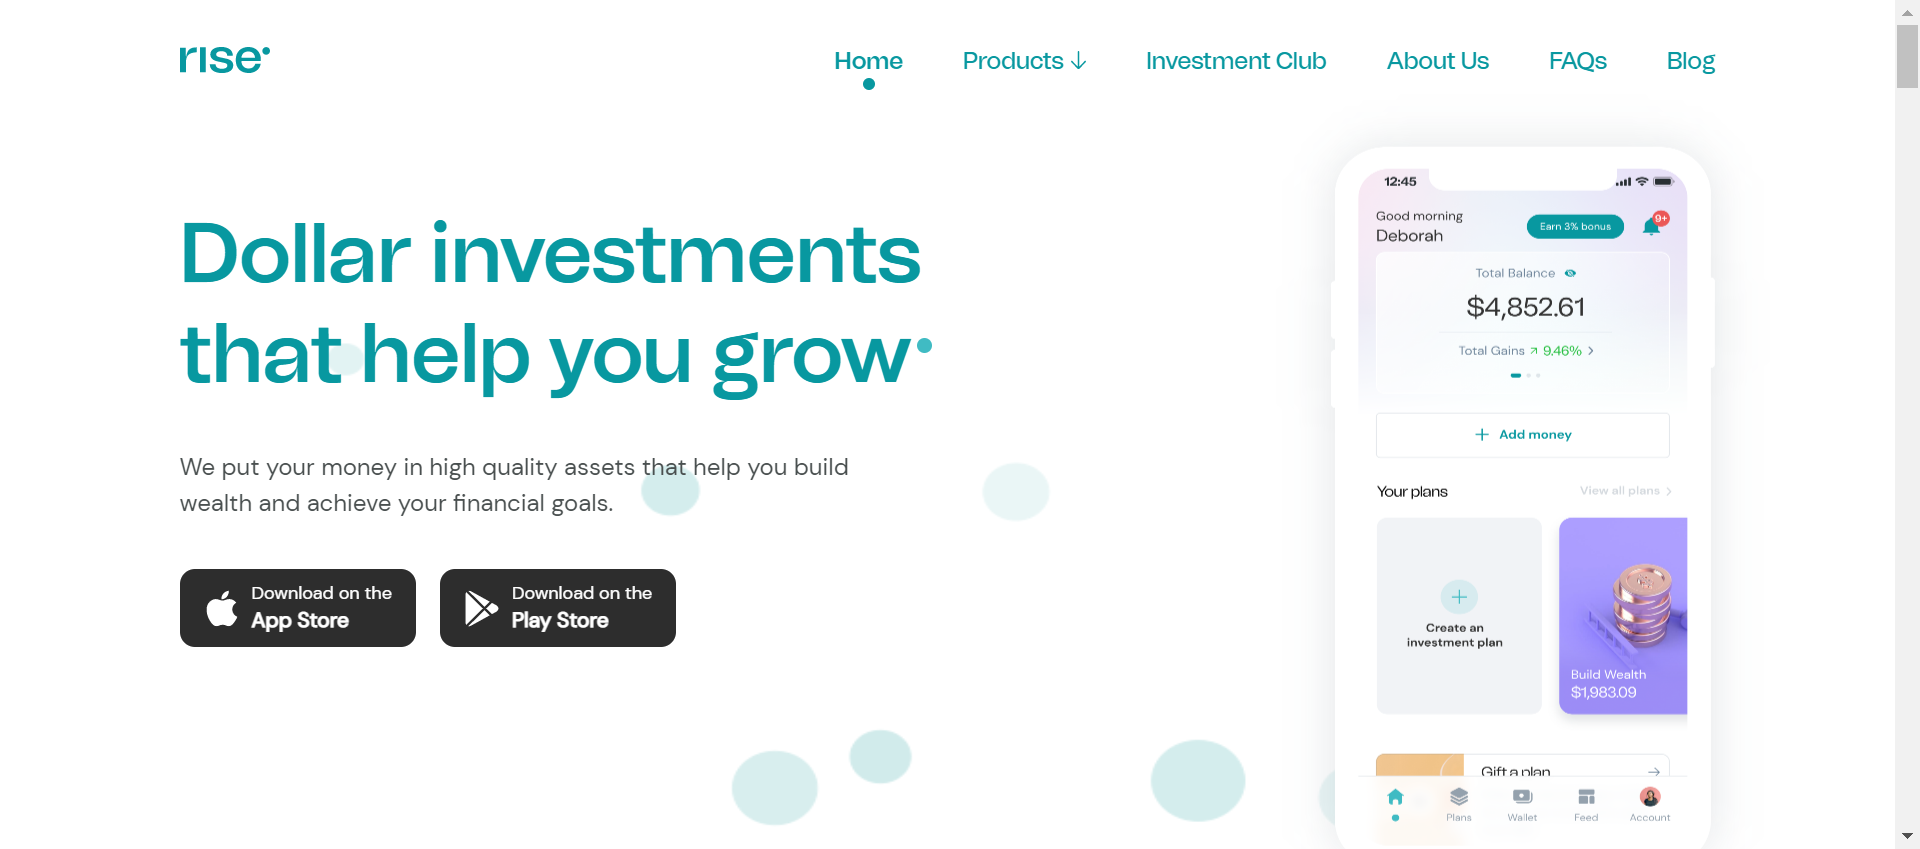 rise
Home
Products ↓
Investment Club
About Us
FAQs
Blog
Dollar investments
that help you grow
We put your money in high quality assets that help you build
wealth and achieve your financial goals.
Download on the
App Store
Download on the
Play Store
12:45
Good morning
Deborah
Earn 3% bonus
9+
Total Balance
$4,852.61
Total Gains 9.46%
+ Add money
Your plans
View all plans
Create an
investment plan
Build Wealth
$1,983.09
Gift a plan
Plans
Wallet
Feed
Account